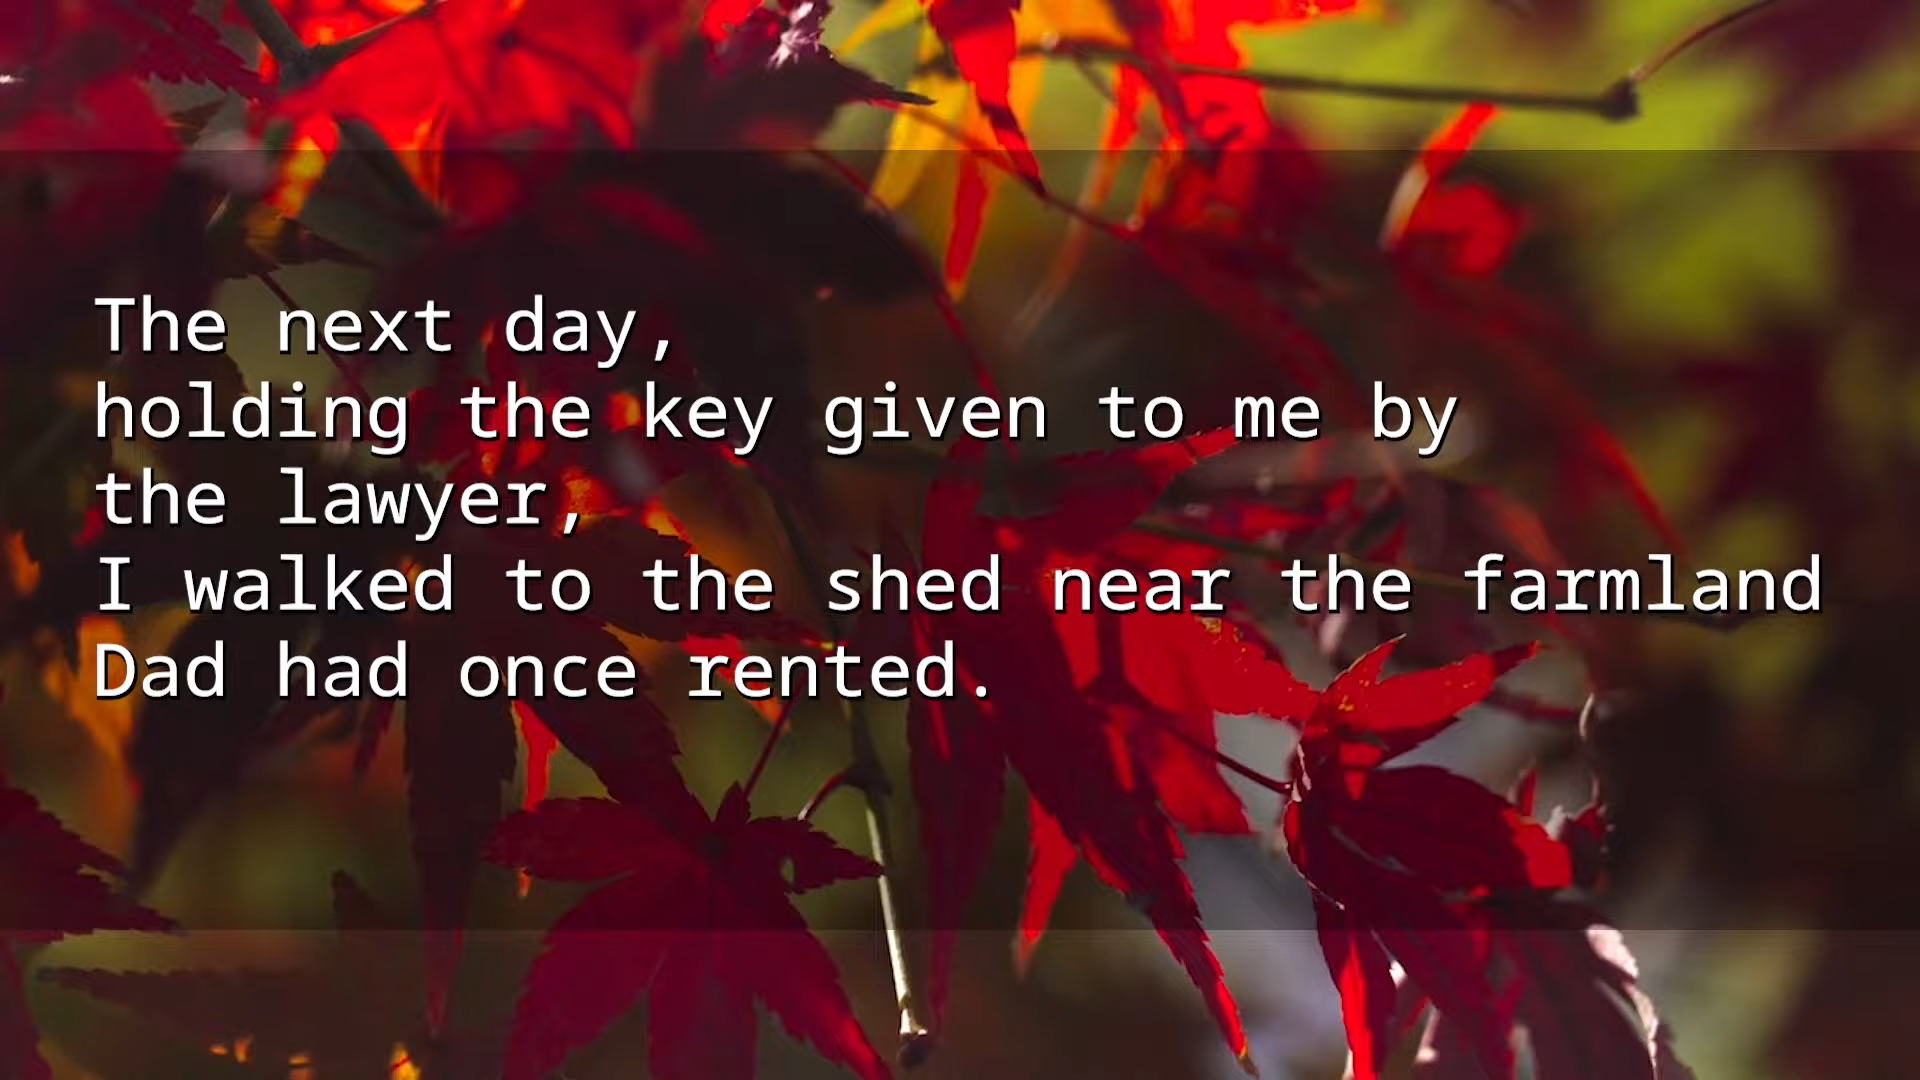 The next day,
holding the key given to me by
the lawyer,
I walked to the shed near the farmland
Dad had once rented.